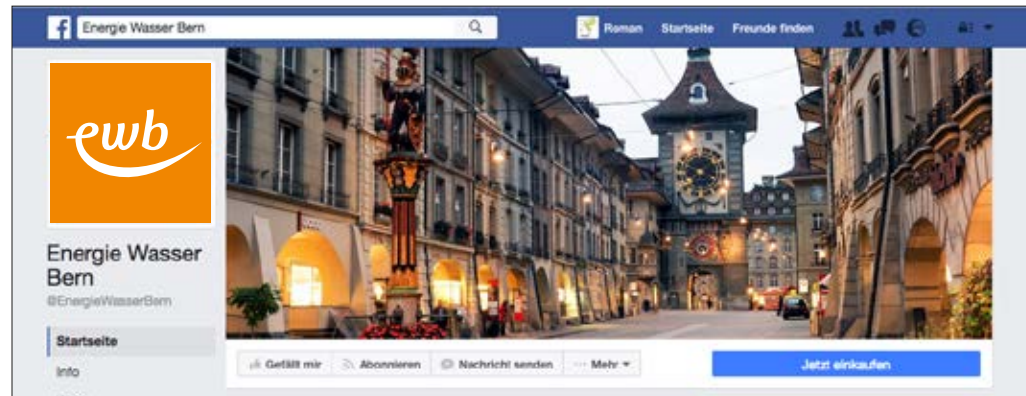 Energie Wasser Bern
Roman Startseite Freunde finden
ewb
Energie Wasser
Bern
@EnergieWasserBern
Startseite
Info
Gefällt mir Abonnieren Nachricht senden ··· Mehr
Jetzt einkaufen